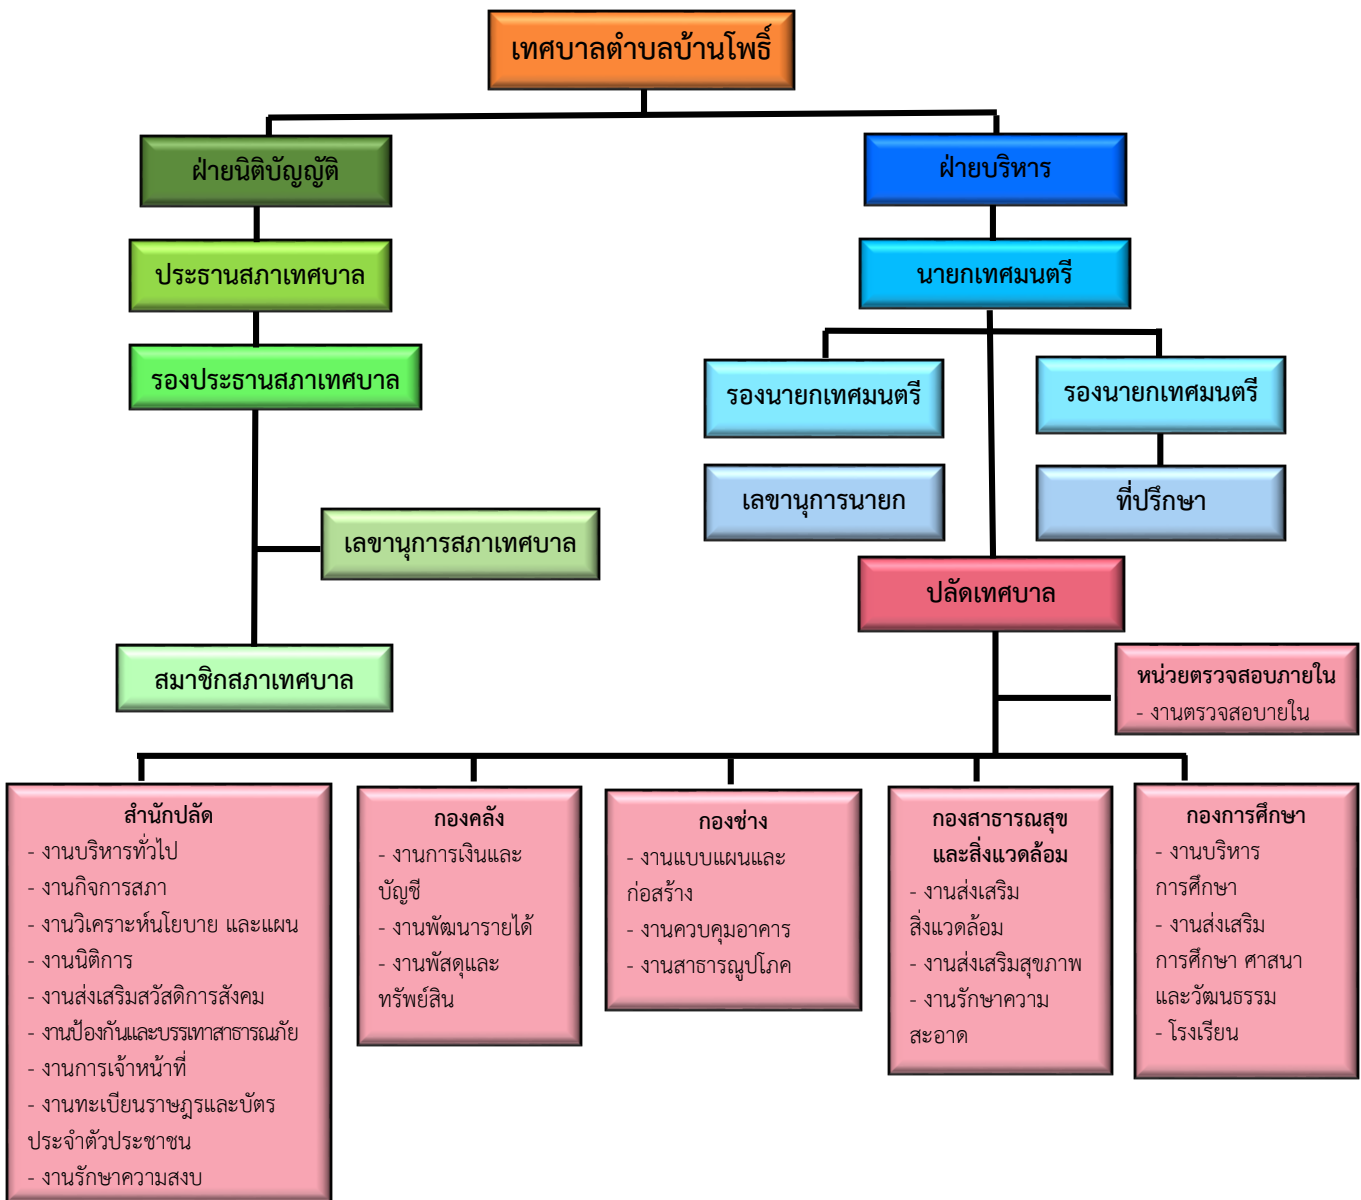 เทศบาลตำบลบ้านโพธิ์
ฝ่ายนิติบัญญัติ
ฝ่ายบริหาร
ประธานสภาเทศบาล
นายกเทศมนตรี
รองประธานสภาเทศบาล
รองนายกเทศมนตรี
รองนายกเทศมนตรี
เลขานุการนายก
ที่ปรึกษา
เลขานุการสภาเทศบาล
ปลัดเทศบาล
สมาชิกสภาเทศบาล
หน่วยตรวจสอบภายใน
- งานตรวจสอบายใน
สำนักปลัด
- งานบริหารทั่วไป
- งานกิจการสภา
- งานวิเคราะห์นโยบาย และแผน
- งานนิติการ
- งานส่งเสริมสวัสดิการสังคม
- งานป้องกันและบรรเทาสาธารณภัย
- งานการเจ้าหน้าที่
- งานทะเบียนราษฎรและบัตร
ประจำตัวประชาชน
- งานรักษาความสงบ
กองคลัง
- งานการเงินและ
บัญชี
- งานพัฒนารายได้
- งานพัสดุและ
ทรัพย์สิน
กองช่าง
- งานแบบแผนและ
ก่อสร้าง
- งานควบคุมอาคาร
- งานสาธารณูปโภค
กองสาธารณสุข
และสิ่งแวดล้อม
- งานส่งเสริม
สิ่งแวดล้อม
- งานส่งเสริมสุขภาพ
- งานรักษาความ
สะอาด
กองการศึกษา
- งานบริหาร
การศึกษา
- งานส่งเสริม
การศึกษา ศาสนา
และวัฒนธรรม
- โรงเรียน